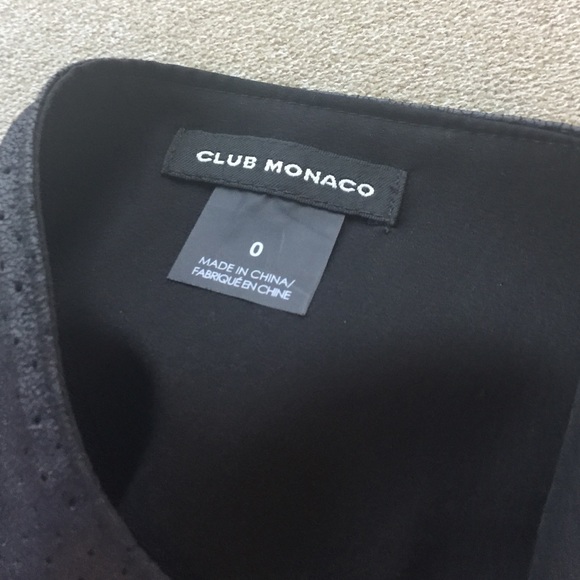 CLUB MONACO
0
MADE IN CHINA/
FABRIQUÉ EN CHINE